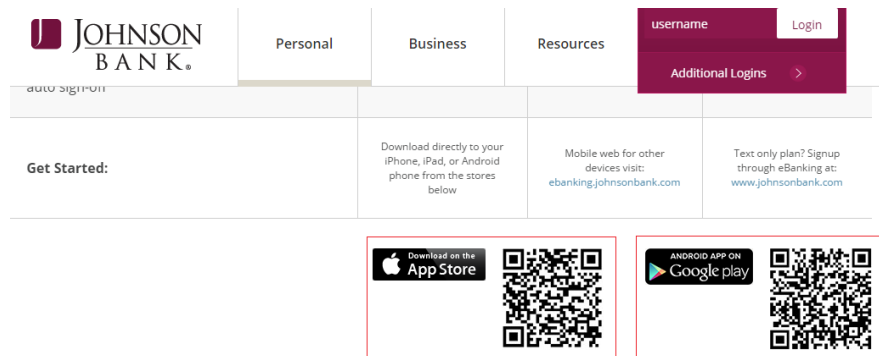 JOHNSON
BANK®
Personal
Business
Resources
username
Login
Additional Logins
auto sign-off
Get Started:
Download directly to your
iPhone, iPad, or Android
phone from the stores
below
Mobile web for other
devices visit:
ebanking.johnsonbank.com
Text only plan? Signup
through eBanking at:
www.johnsonbank.com
Download on the
App Store
ANDROID APP ON
Google play